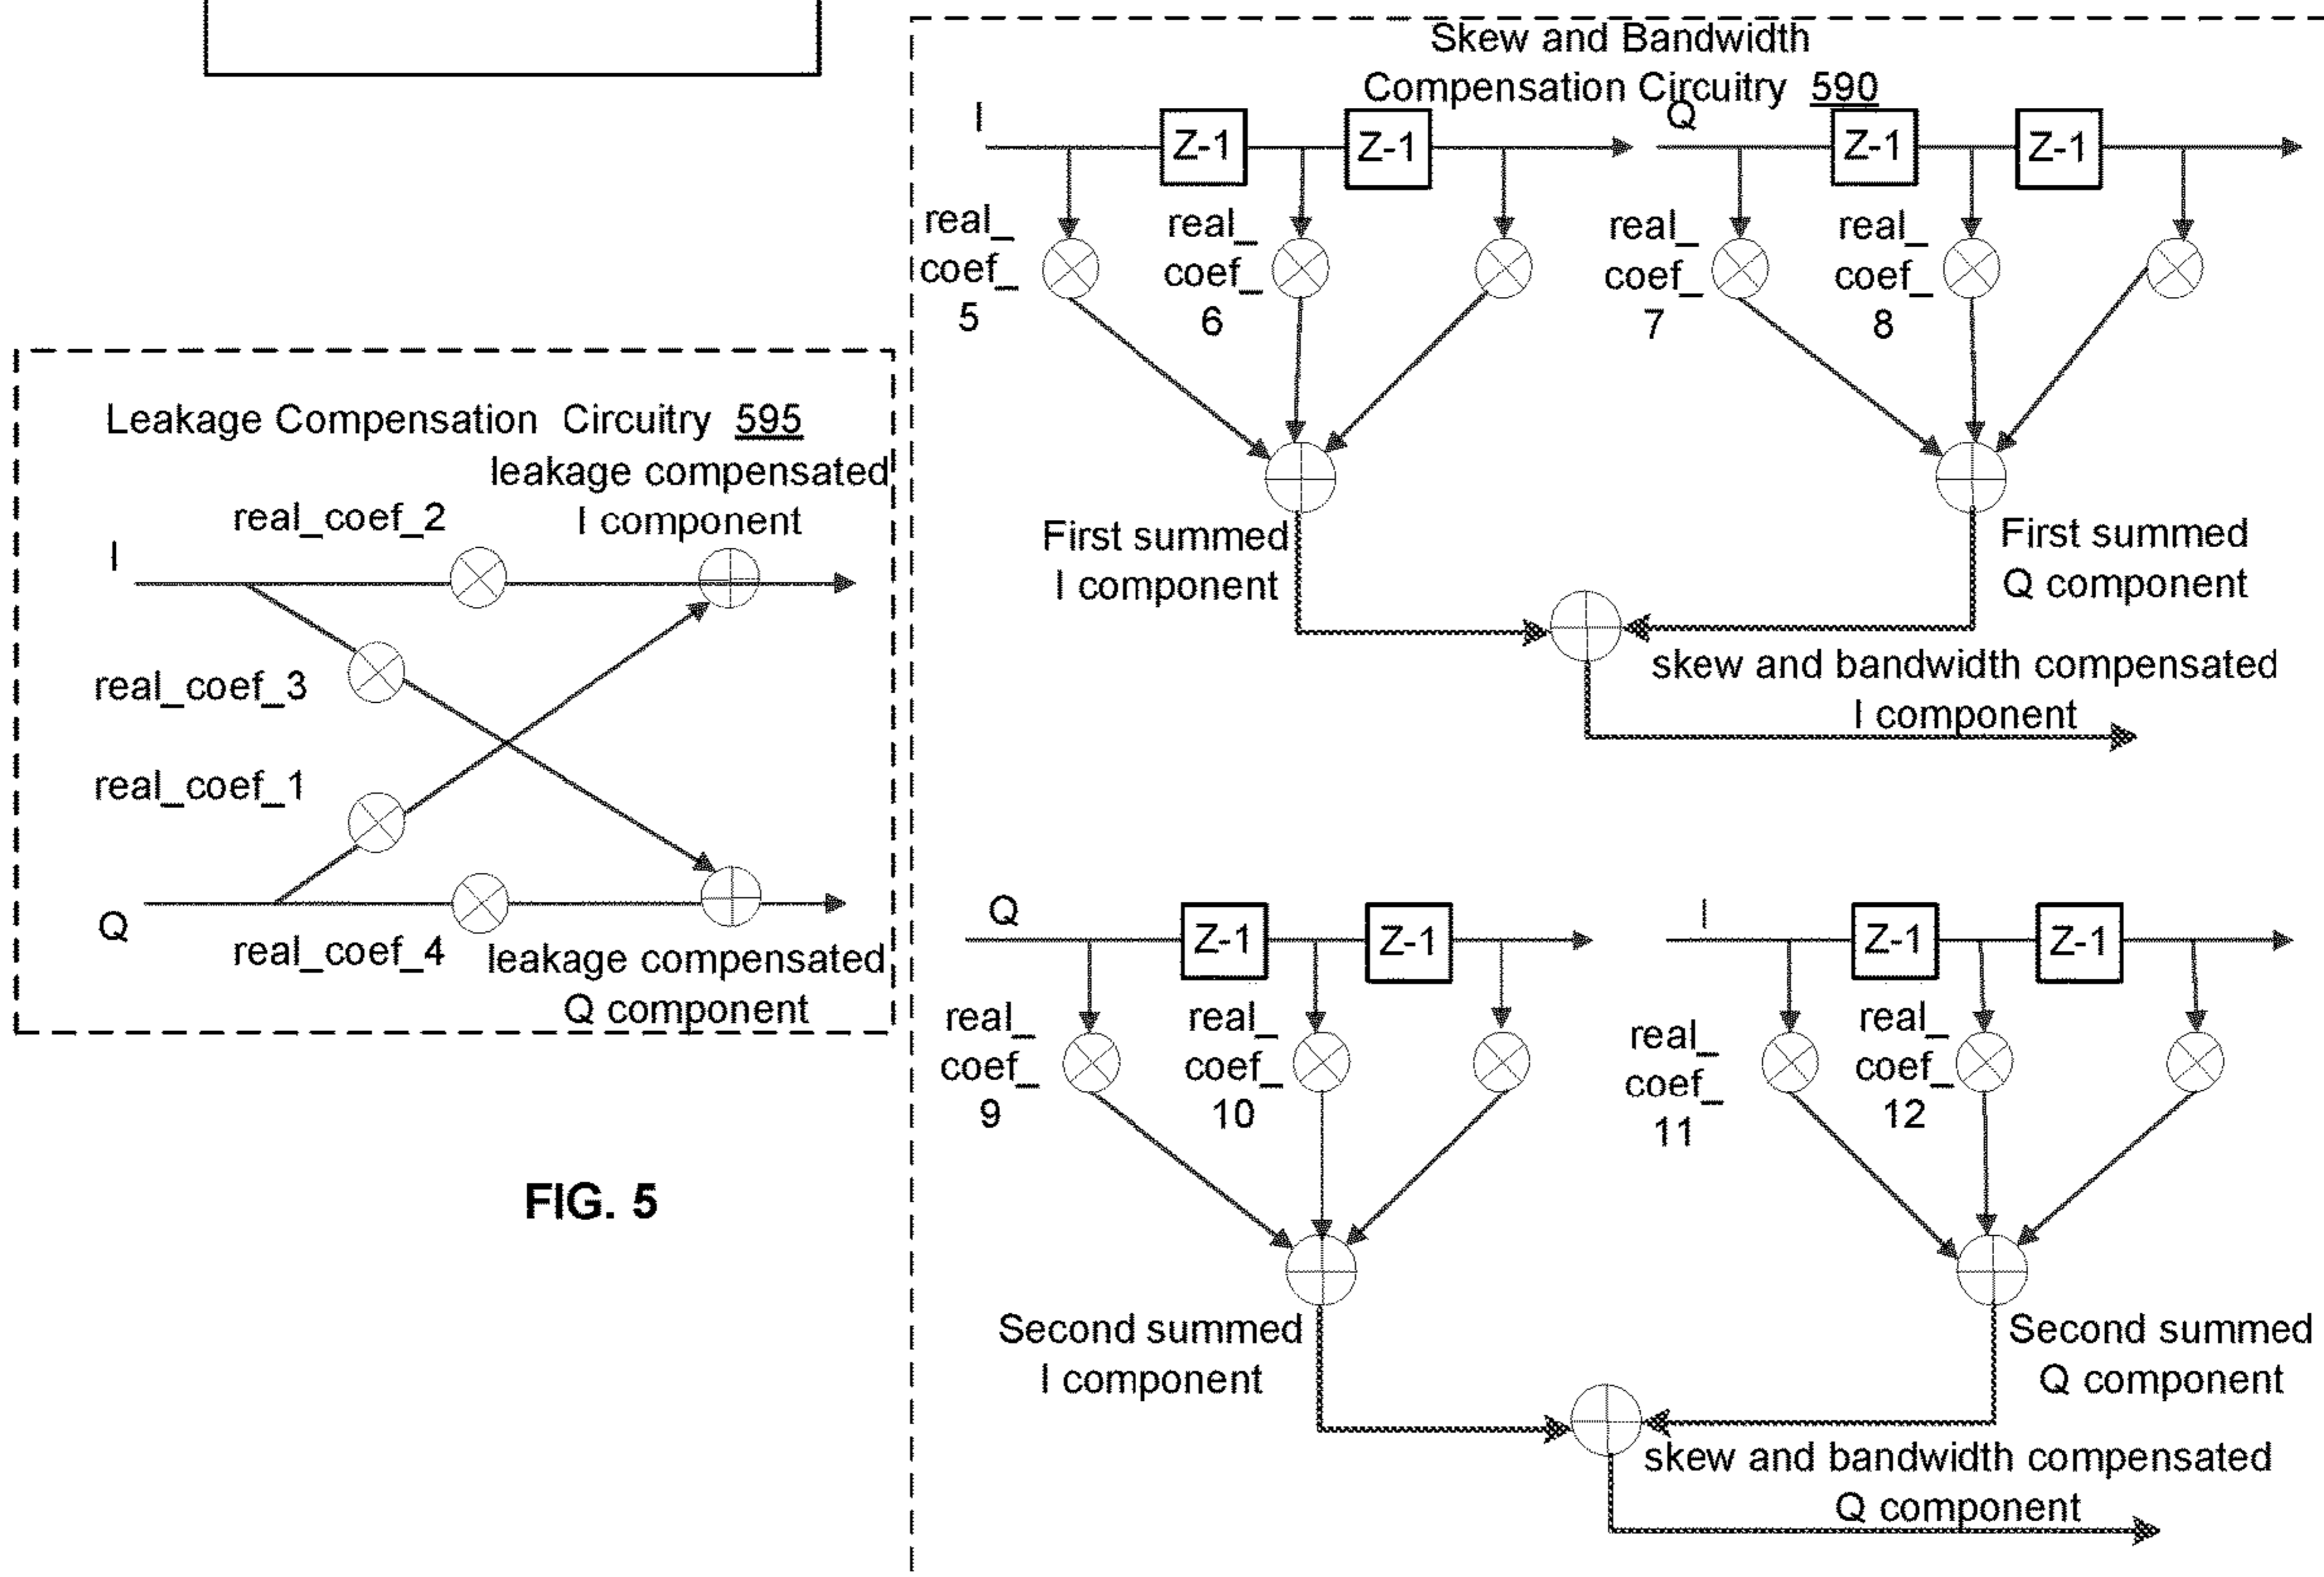 Skew and Bandwidth
Compensation Circuitry 590
I
Z-1
Z-1
Q
Z-1
Z-1
real_
coef_
5
real_
coef_
6
real_
coef_
7
real_
coef_
8
First summed
I component
First summed
Q component
skew and bandwidth compensated
I component
Leakage Compensation Circuitry 595
leakage compensated
I component
real_coef_2
I
real_coef_3
real_coef_1
Q
real_coef_4
leakage compensated
Q component
Q
Z-1
Z-1
I
Z-1
Z-1
real_
coef_
9
real_
coef_
10
real_
coef_
11
real_
coef_
12
Second summed
I component
Second summed
Q component
skew and bandwidth compensated
Q component
FIG. 5